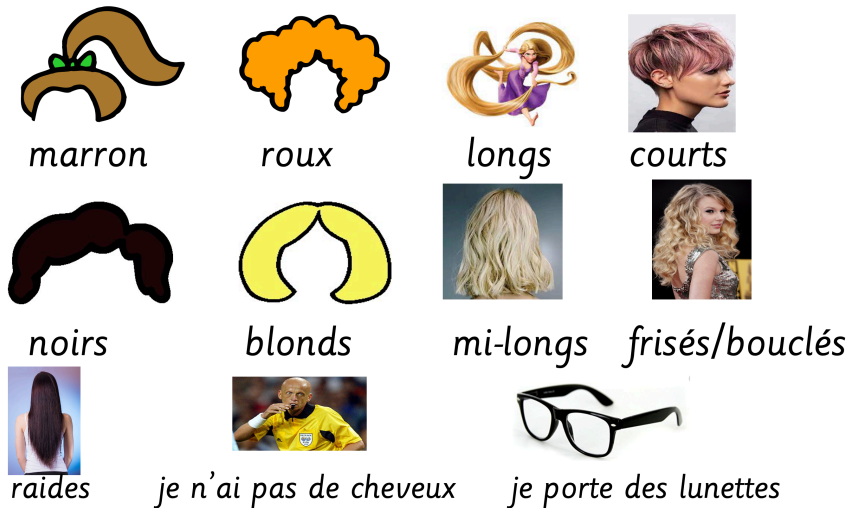 marron roux longs courts
noirs blonds mi-longs frisés/bouclés
raides je n'ai pas de cheveux je porte des lunettes